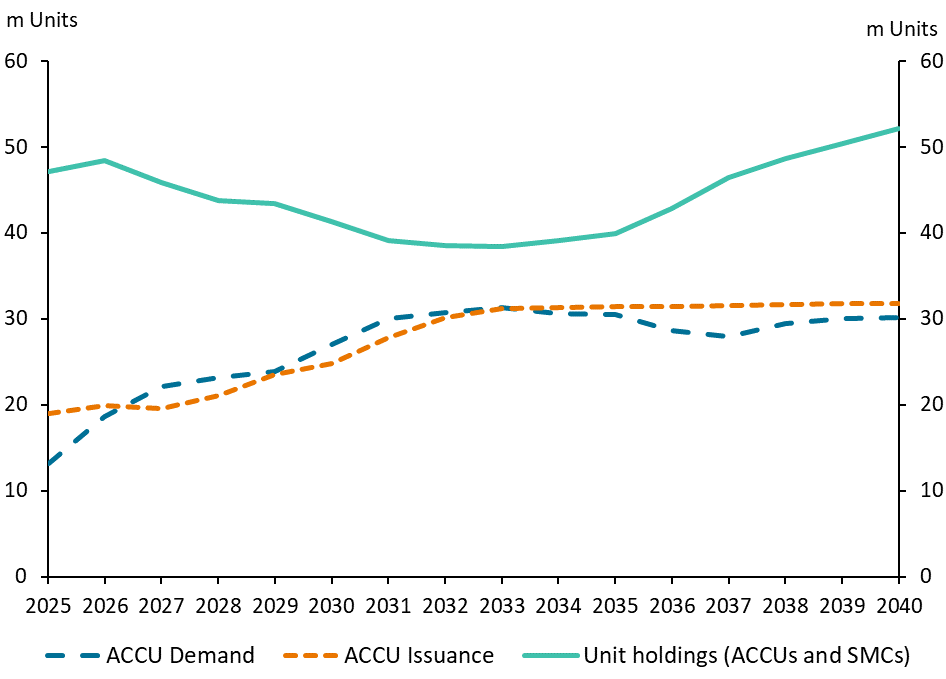 m Units
m Units
60 60
50 50
40 40
30 30
20 20
10 10
0 0
2025 2026 2027 2028 2029 2030 2031 2032 2033 2034 2035 2036 2037 2038 2039 2040
ACCU Demand ACCU Issuance Unit holdings (ACCUs and SMCs)